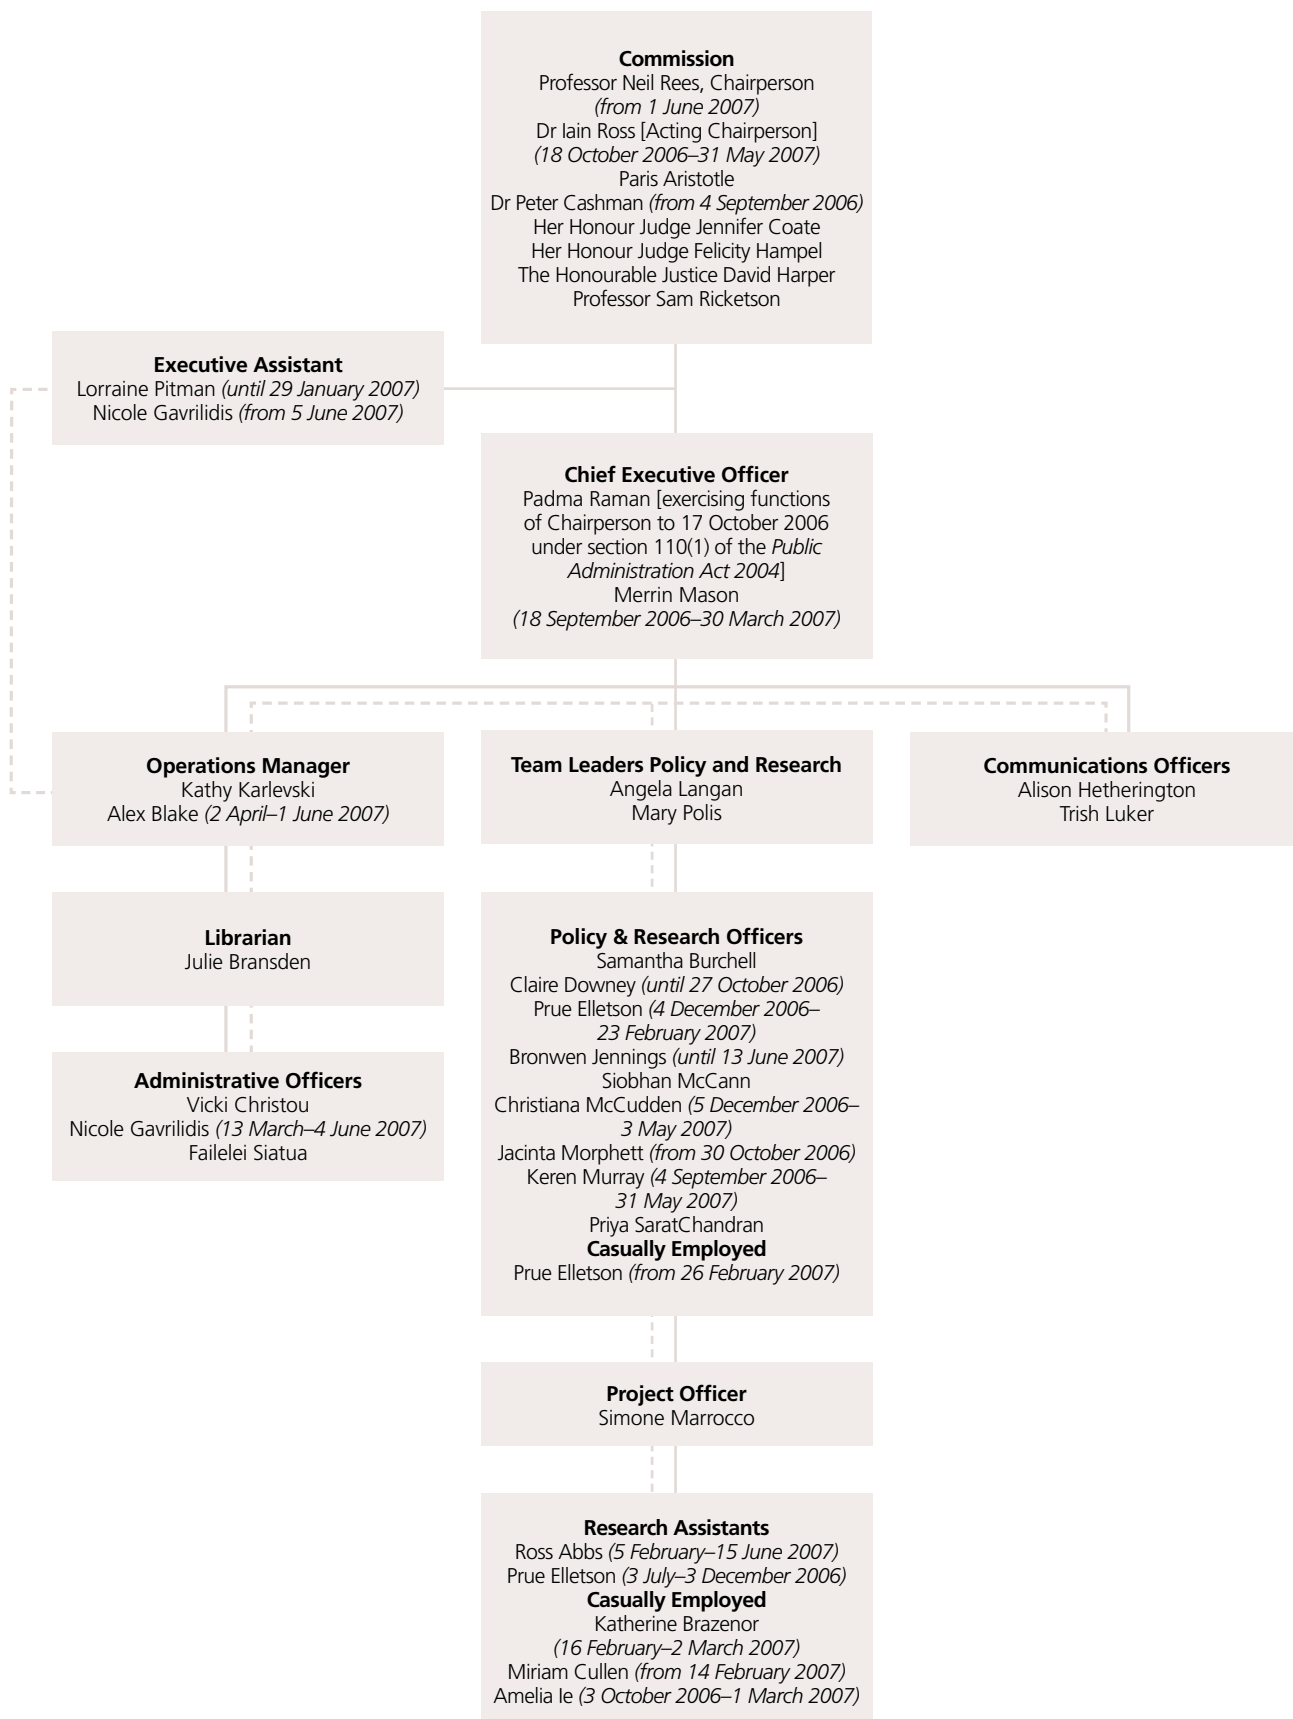 Commission
Professor Neil Rees, Chairperson
(from 1 June 2007)
Dr Iain Ross [Acting Chairperson]
(18 October 2006–31 May 2007)
Paris Aristotle
Dr Peter Cashman (from 4 September 2006)
Her Honour Judge Jennifer Coate
Her Honour Judge Felicity Hampel
The Honourable Justice David Harper
Professor Sam Ricketson
Executive Assistant
Lorraine Pitman (until 29 January 2007)
Nicole Gavrilidis (from 5 June 2007)
Chief Executive Officer
Padma Raman [exercising functions
of Chairperson to 17 October 2006
under section 110(1) of the Public
Administration Act 2004]
Merrin Mason
(18 September 2006–30 March 2007)
Operations Manager
Kathy Karlevski
Alex Blake (2 April–1 June 2007)
Team Leaders Policy and Research
Angela Langan
Mary Polis
Communications Officers
Alison Hetherington
Trish Luker
Librarian
Julie Bransden
Administrative Officers
Vicki Christou
Nicole Gavrilidis (13 March–4 June 2007)
Failelei Siatua
Policy & Research Officers
Samantha Burchell
Claire Downey (until 27 October 2006)
Prue Elletson (4 December 2006–
23 February 2007)
Bronwen Jennings (until 13 June 2007)
Siobhan McCann
Christiana McCudden (5 December 2006–
3 May 2007)
Jacinta Morphett (from 30 October 2006)
Keren Murray (4 September 2006–
31 May 2007)
Priya SaratChandran
Casually Employed
Prue Elletson (from 26 February 2007)
Project Officer
Simone Marrocco
Research Assistants
Ross Abbs (5 February–15 June 2007)
Prue Elletson (3 July–3 December 2006)
Casually Employed
Katherine Brazenor
(16 February–2 March 2007)
Miriam Cullen (from 14 February 2007)
Amelia Ie (3 October 2006–1 March 2007)